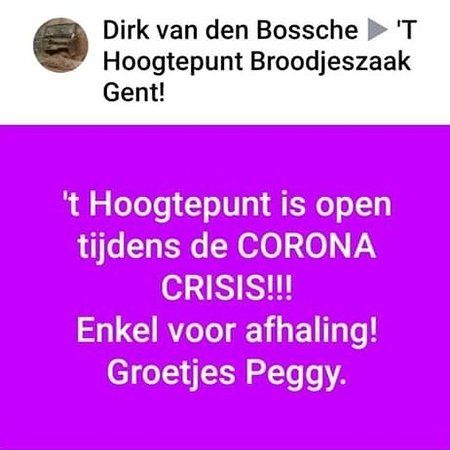 Dirk van den Bossche ▶ 'T
Hoogtepunt Broodjeszaak
Gent!
't Hoogtepunt is open
tijdens de CORONA
CRISIS!!!
Enkel voor afhaling!
Groetjes Peggy.